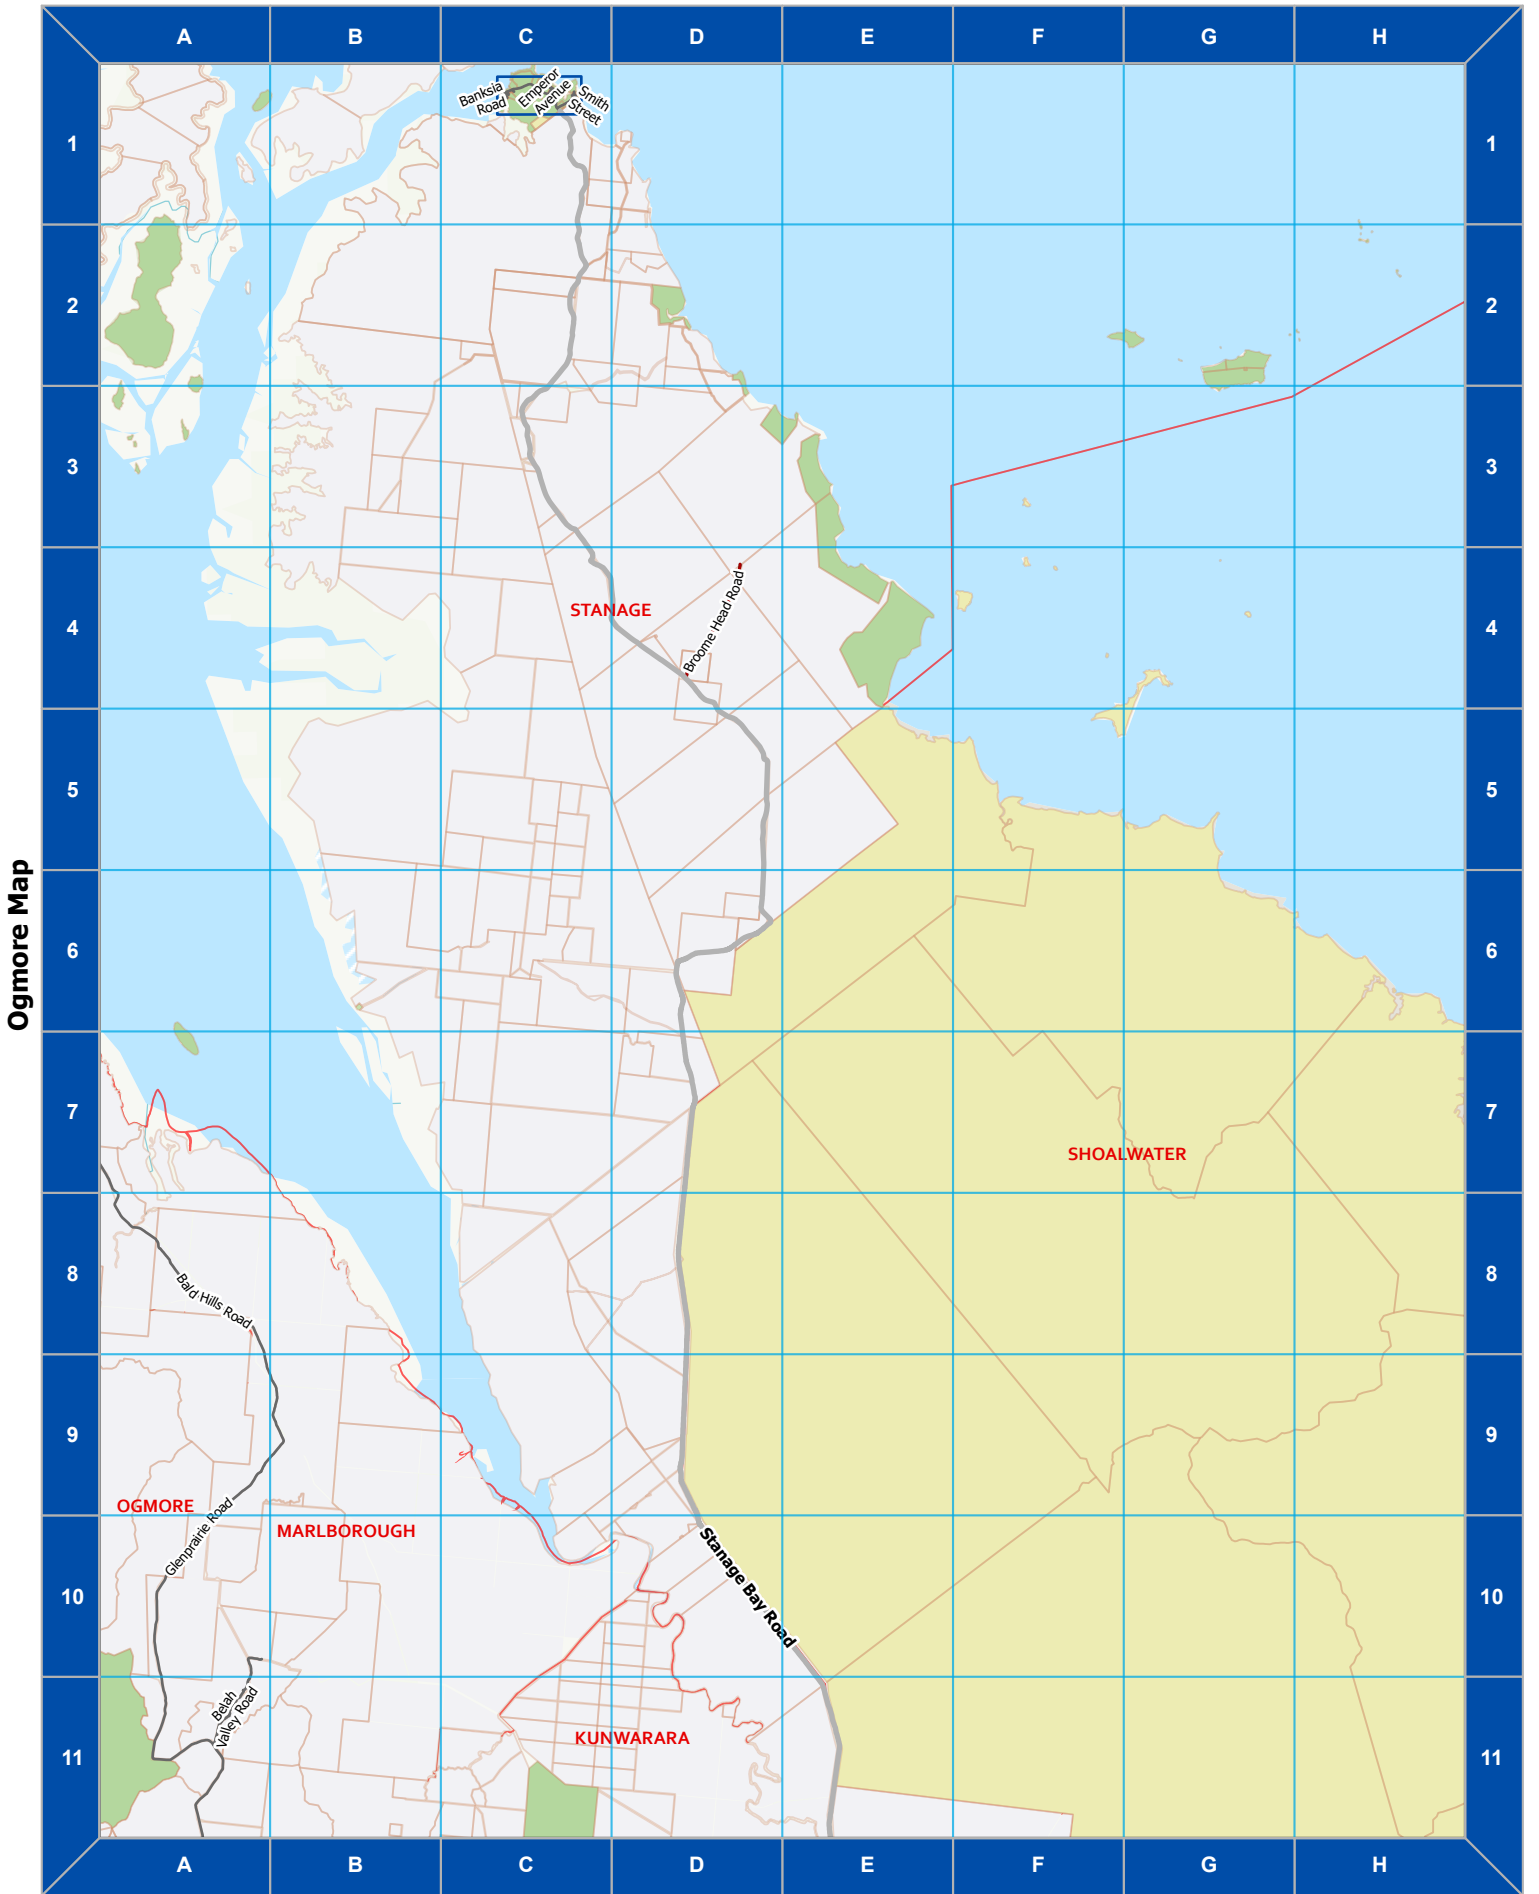 A B C D E F G H
Banksia
Road
Emperor
Avenue
Smith
Street
1 1
2 2
3 3
STANAGE
Broome Head Road
4 4
5 5
Ogmore Map
6 6
7 7
SHOALWATER
8 8
Bald Hills Road
9 9
OGMORE
Glenprairie Road
MARLBOROUGH
Stanage Bay Road
10 10
Belah
Valley Road
KUNWARARA
11 11
A B C D E F G H